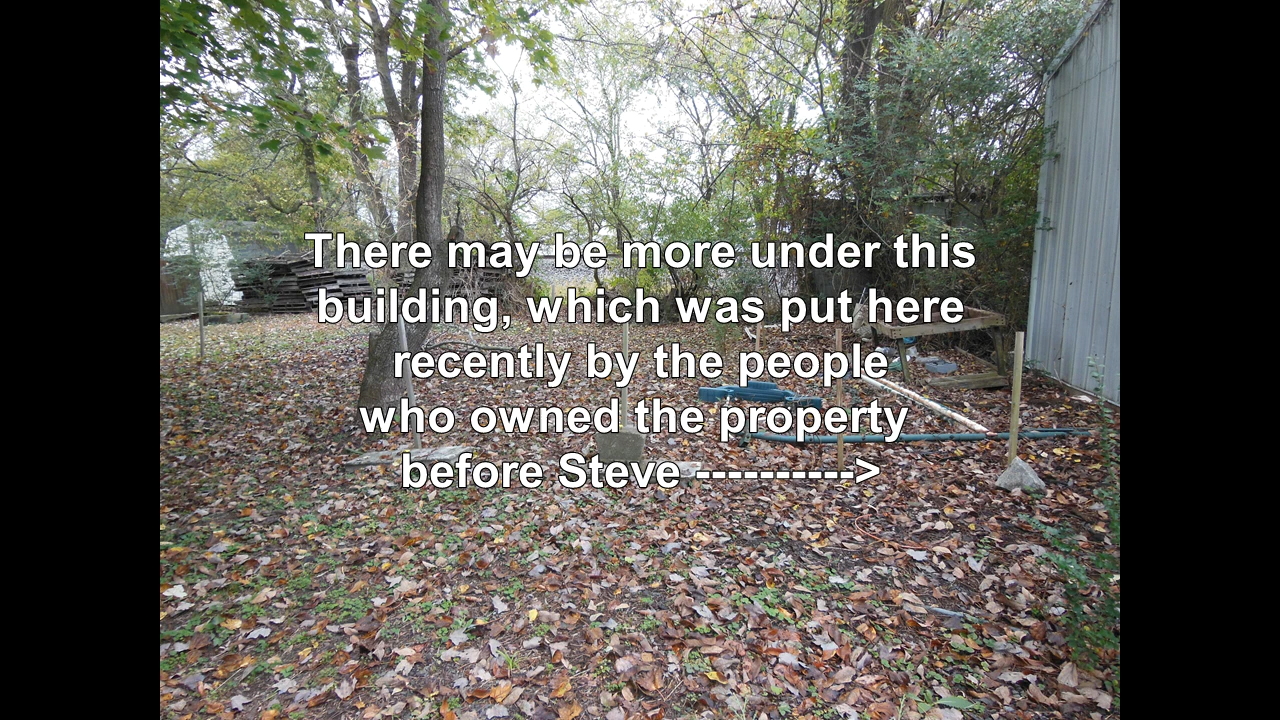 There may be more under this
building, which was put here
recently by the people
who owned the property
before Steve ---------->